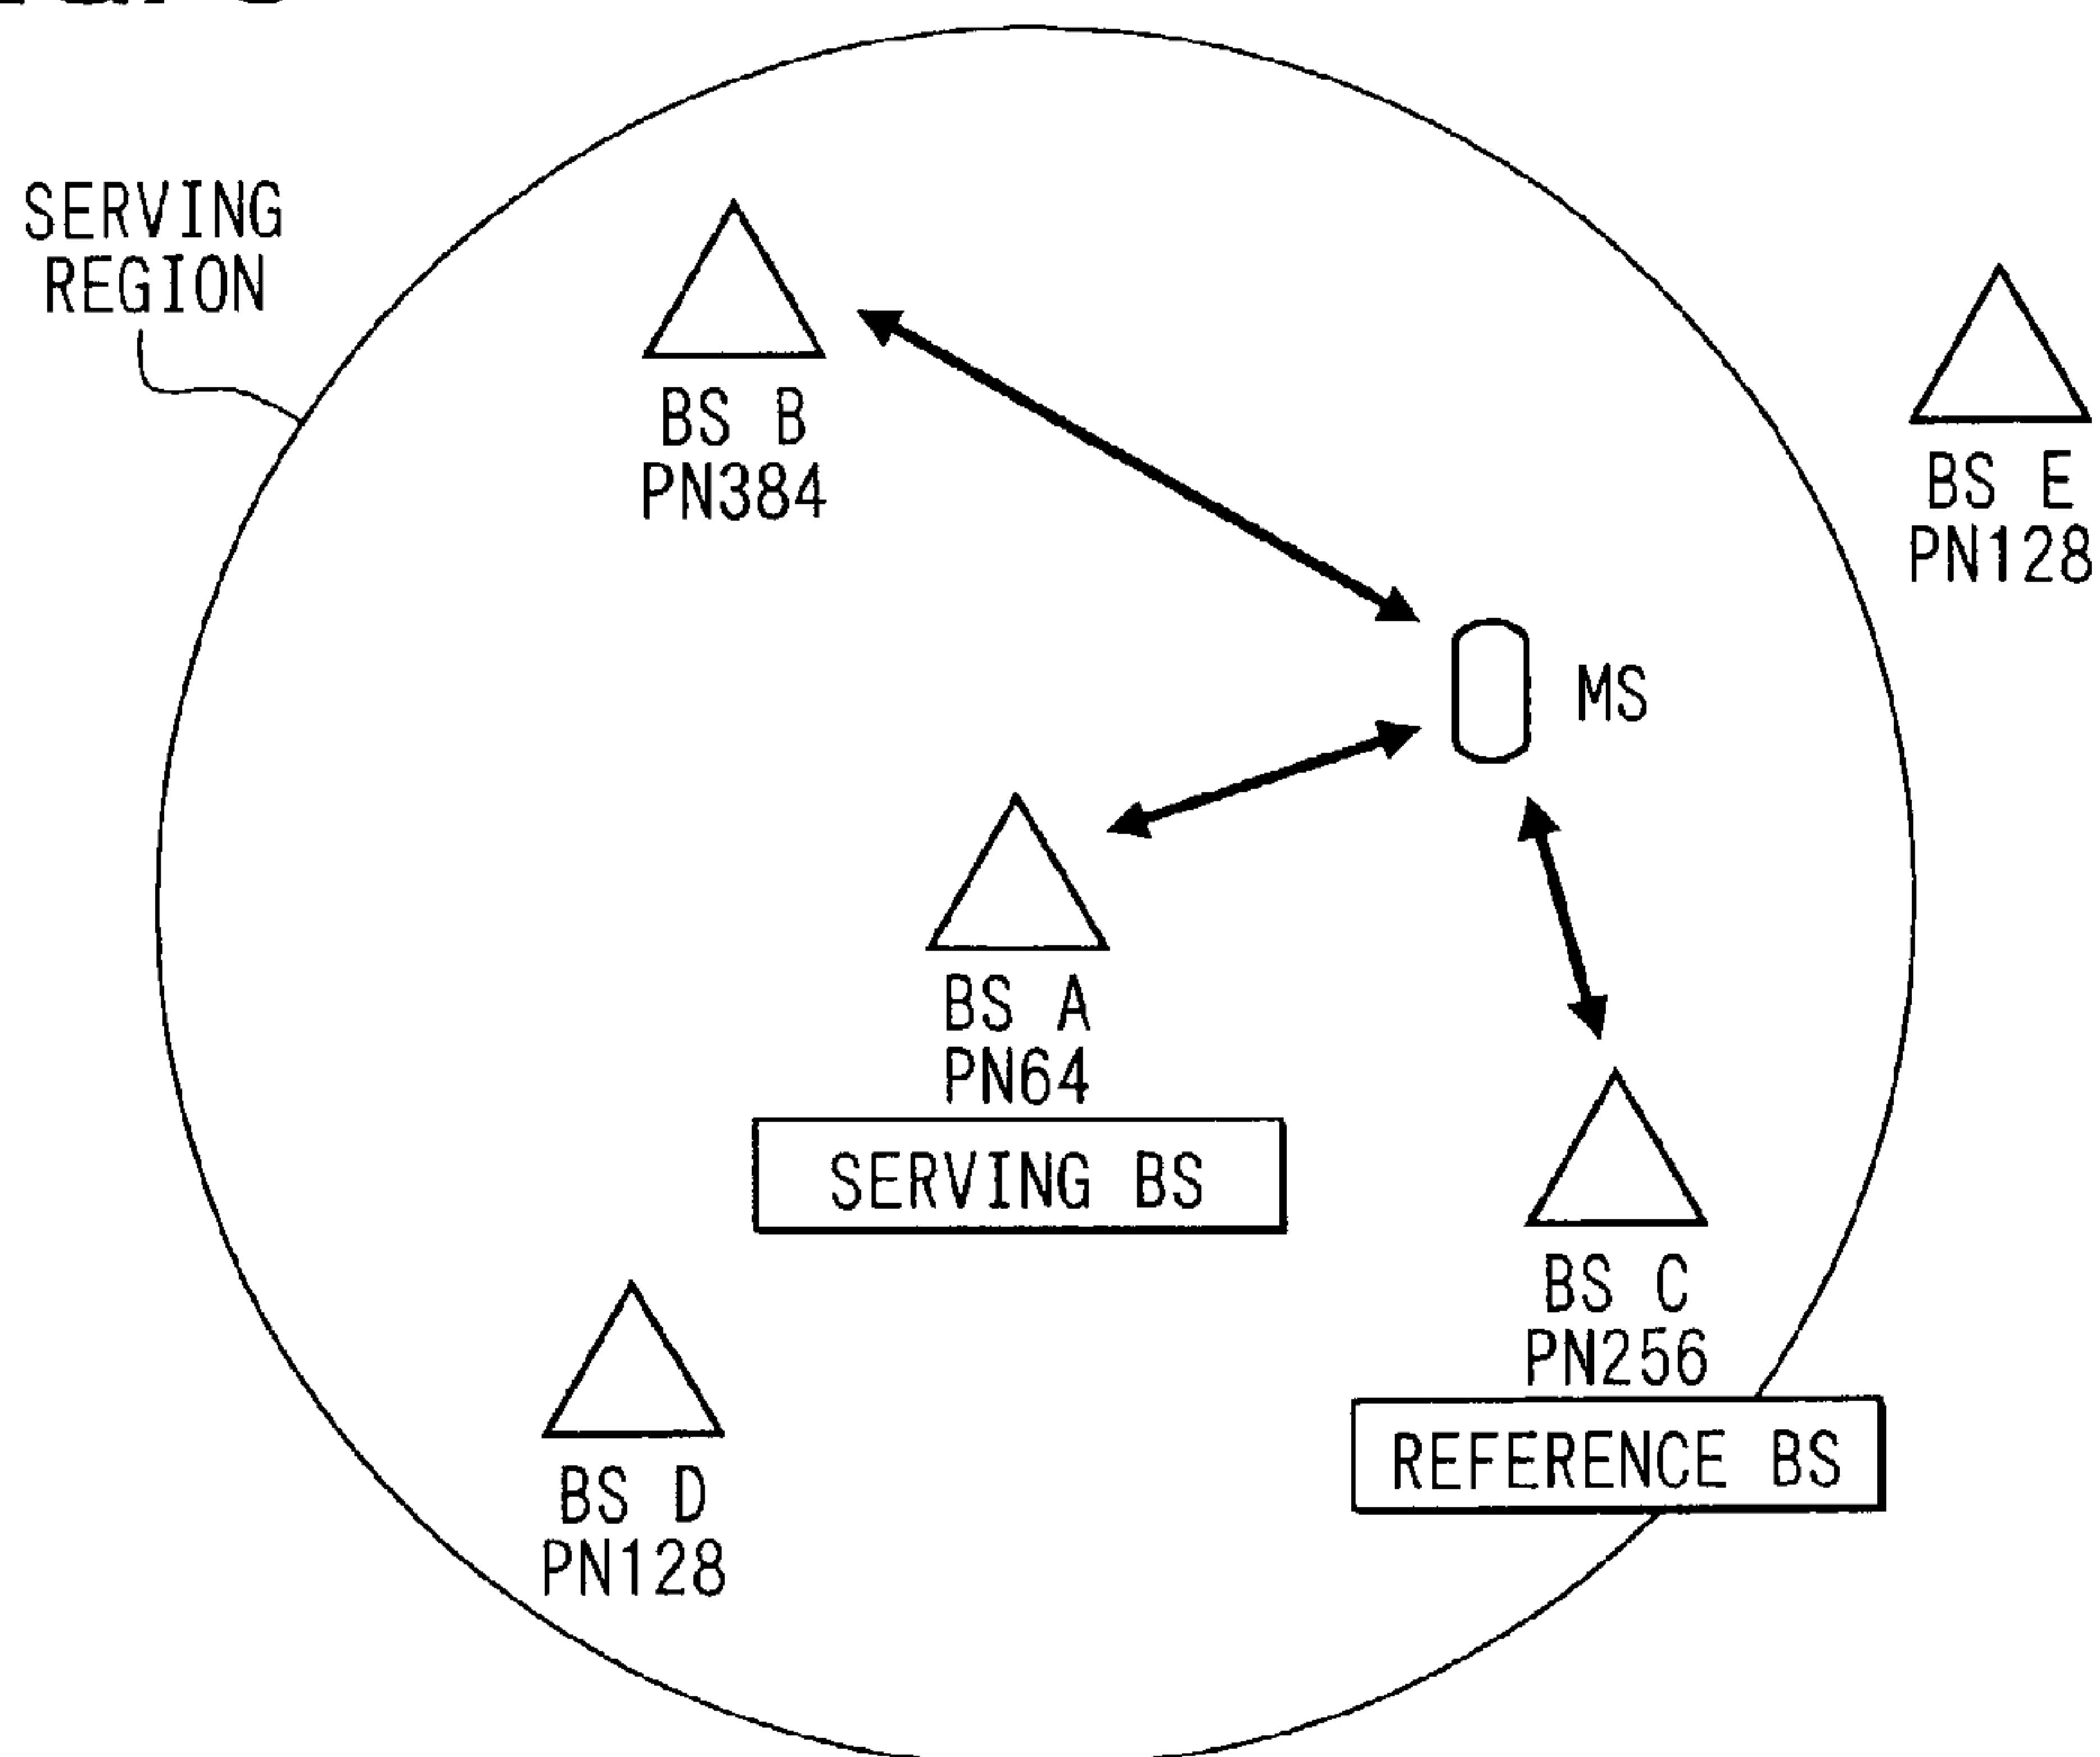 SERVING
REGION
BS B
PN384
BS E
PN128
MS
BS A
PN64
SERVING BS
BS C
PN256
REFERENCE BS
BS D
PN128